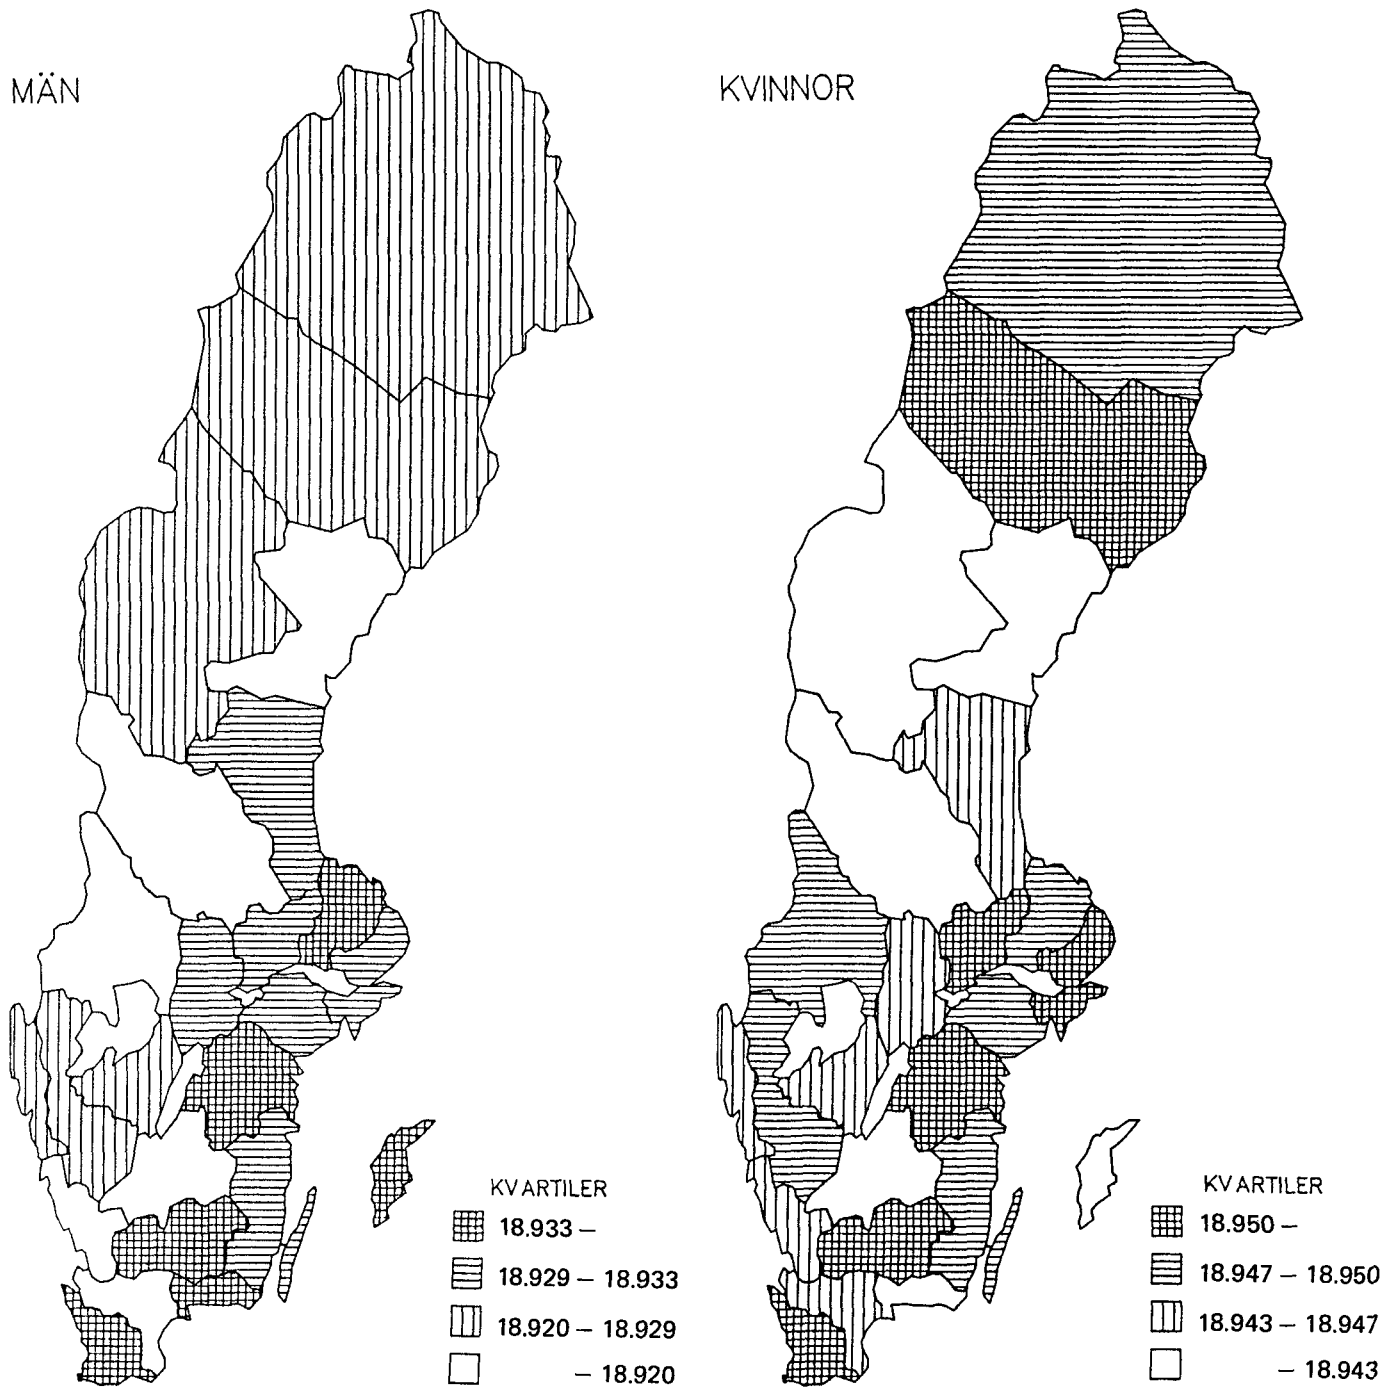 MÄN
KVARTILER
18.933 –
18.929 – 18.933
18.920 – 18.929
– 18.920
KVINNOR
KVARTILER
18.950 –
18.947 – 18.950
18.943 – 18.947
– 18.943